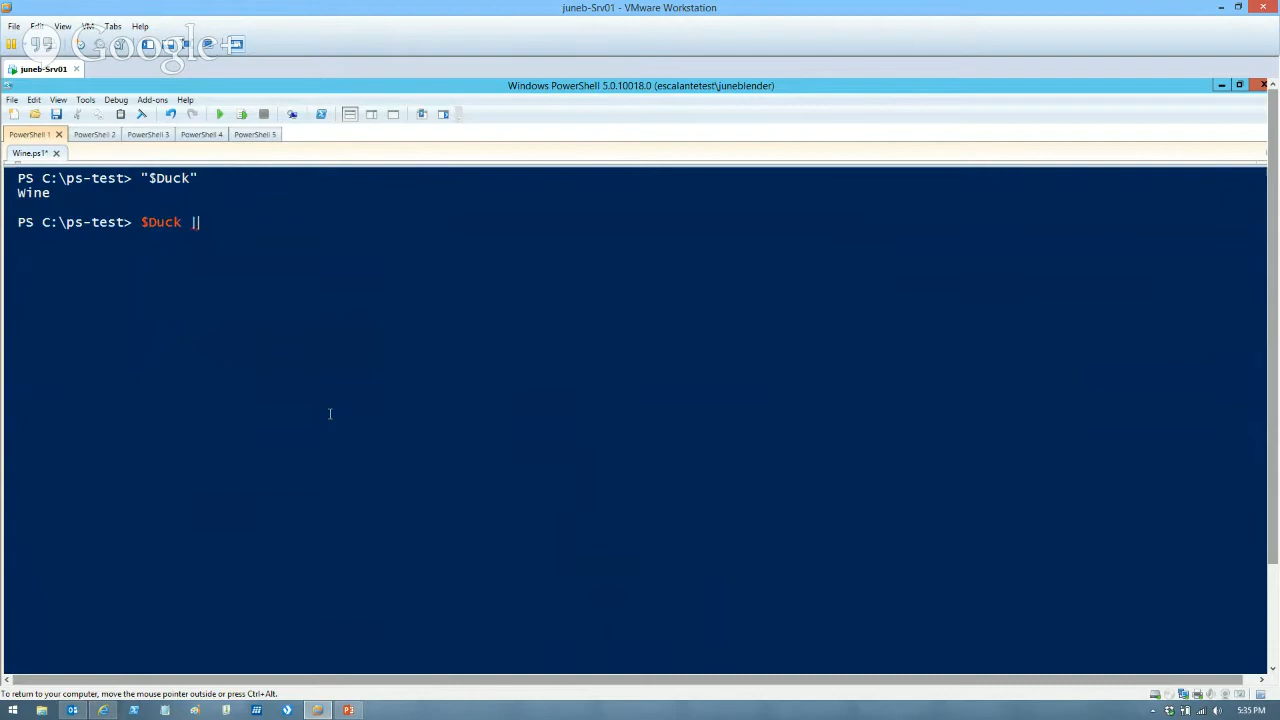 juneb-Srv01 - VMware Workstation
File Edit View VM Tabs Help
Google+
juneb-Srv01
Windows PowerShell 5.0.10018.0 (escalantetest\juneblender)
File Edit View Tools Debug Add-ons Help
PowerShell 1 PowerShell 2 PowerShell 3 PowerShell 4 PowerShell 5
Wine.ps1*
PS C:\ps-test> "$Duck"
Wine
PS C:\ps-test> $Duck |
To return to your computer, move the mouse pointer outside or press Ctrl+Alt.
5:35 PM